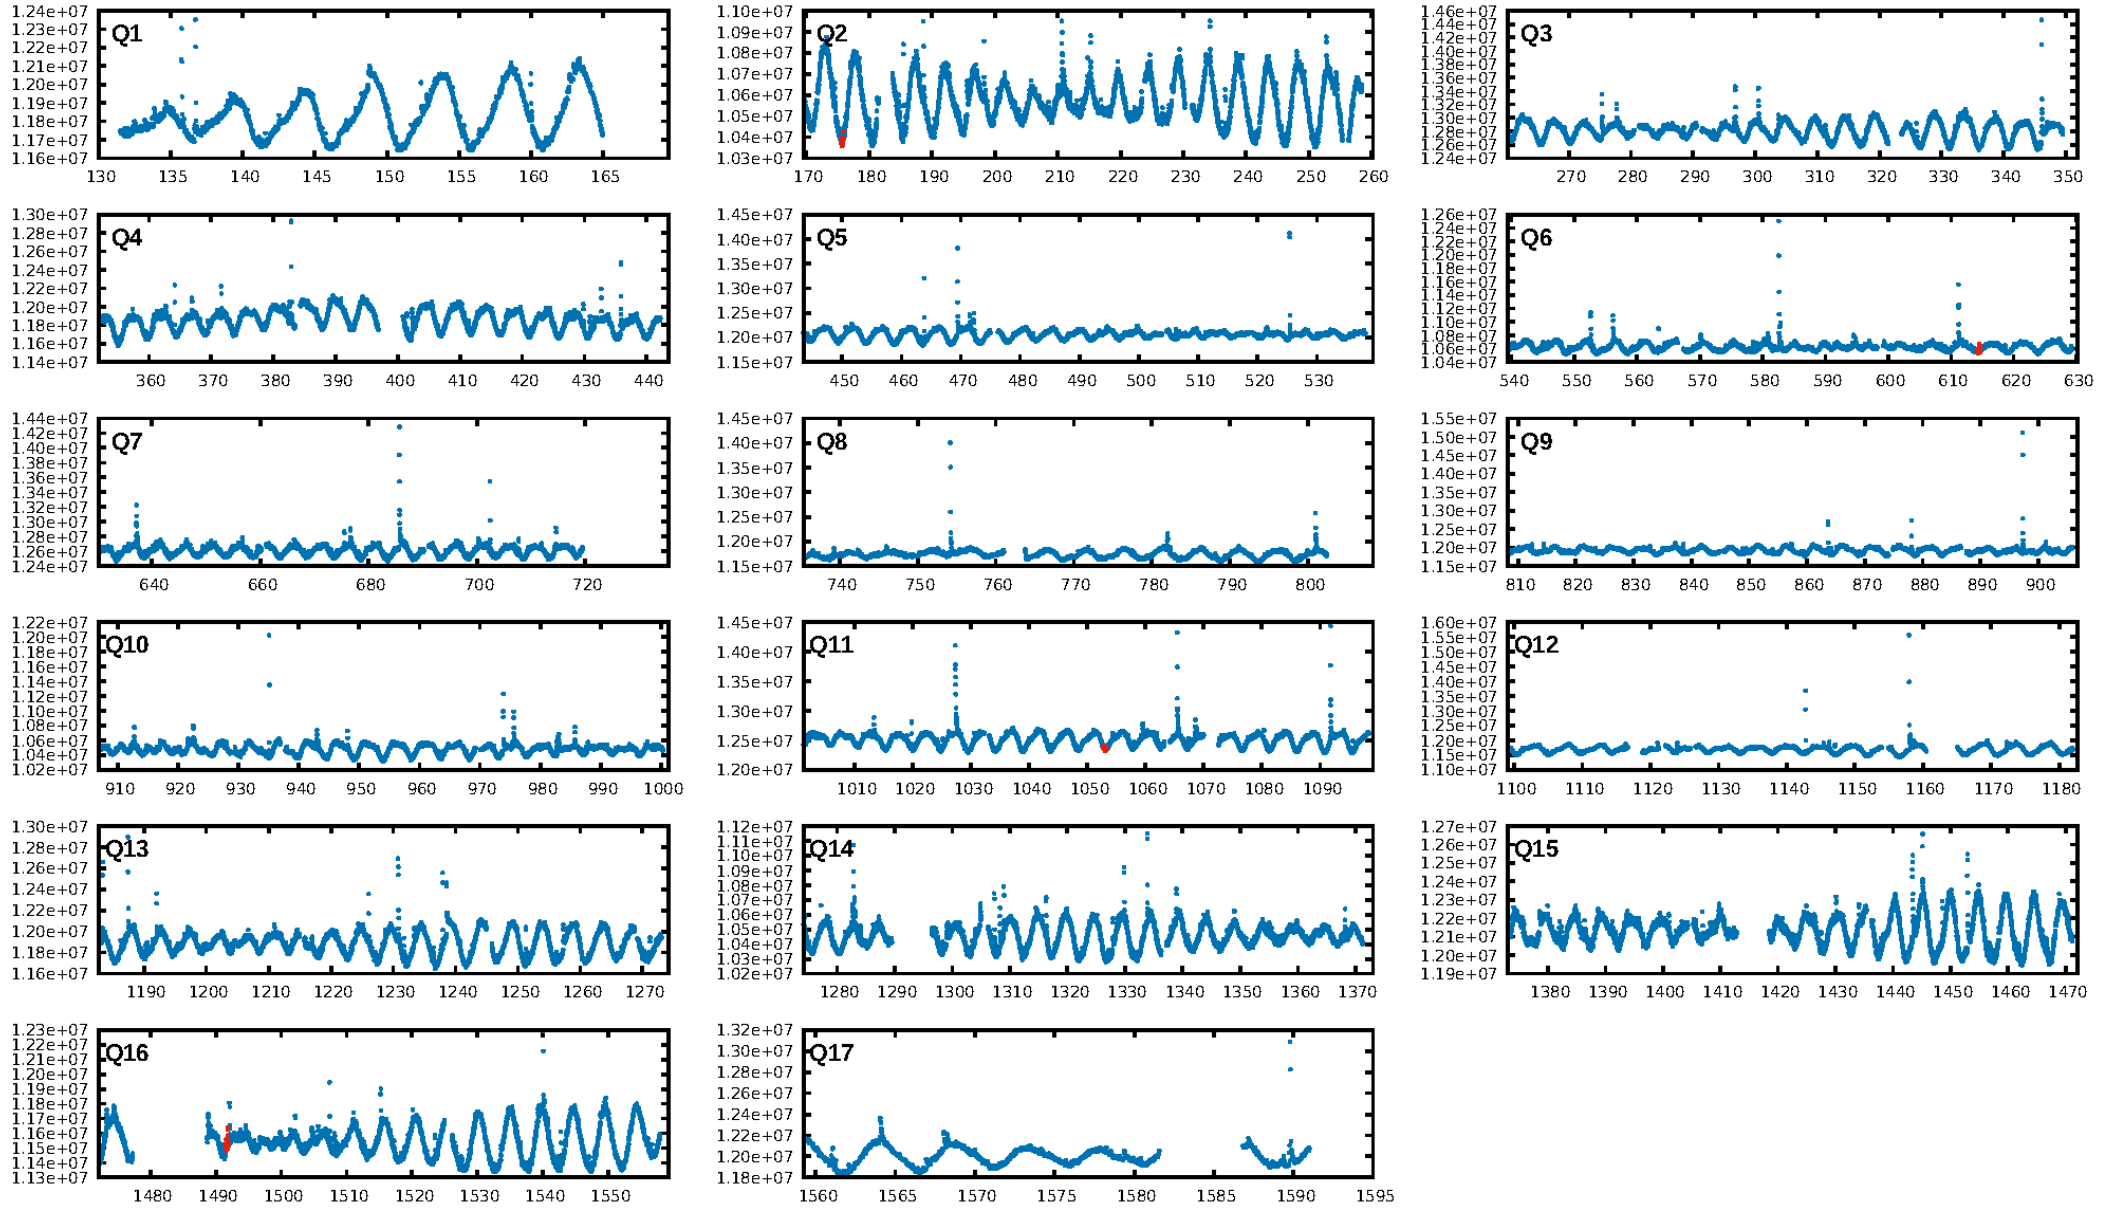 1.24e+07
1.23e+07
1.22e+07
1.21e+07
1.20e+07
1.19e+07
1.18e+07
1.17e+07
1.16e+07
Q1
130 135 140 145 150 155 160 165
1.10e+07
1.09e+07
1.08e+07
1.07e+07
1.06e+07
1.05e+07
1.04e+07
1.03e+07
Q2
170 180 190 200 210 220 230 240 250 260
1.46e+07
1.44e+07
1.42e+07
1.40e+07
1.38e+07
1.36e+07
1.34e+07
1.32e+07
1.30e+07
1.28e+07
1.26e+07
1.24e+07
Q3
270 280 290 300 310 320 330 340 350
1.30e+07
1.28e+07
1.26e+07
1.24e+07
1.22e+07
1.20e+07
1.18e+07
1.16e+07
1.14e+07
Q4
360 370 380 390 400 410 420 430 440
1.45e+07
1.40e+07
1.35e+07
1.30e+07
1.25e+07
1.20e+07
1.15e+07
Q5
450 460 470 480 490 500 510 520 530
1.26e+07
1.24e+07
1.22e+07
1.20e+07
1.18e+07
1.16e+07
1.14e+07
1.12e+07
1.10e+07
1.08e+07
1.06e+07
1.04e+07
Q6
540 550 560 570 580 590 600 610 620 630
1.44e+07
1.42e+07
1.40e+07
1.38e+07
1.36e+07
1.34e+07
1.32e+07
1.30e+07
1.28e+07
1.26e+07
1.24e+07
Q7
640 660 680 700 720
1.45e+07
1.40e+07
1.35e+07
1.30e+07
1.25e+07
1.20e+07
1.15e+07
Q8
740 750 760 770 780 790 800
1.55e+07
1.50e+07
1.45e+07
1.40e+07
1.35e+07
1.30e+07
1.25e+07
1.20e+07
1.15e+07
Q9
810 820 830 840 850 860 870 880 890 900
1.22e+07
1.20e+07
1.18e+07
1.16e+07
1.14e+07
1.12e+07
1.10e+07
1.08e+07
1.06e+07
1.04e+07
1.02e+07
Q10
910 920 930 940 950 960 970 980 990 1000
1.45e+07
1.40e+07
1.35e+07
1.30e+07
1.25e+07
1.20e+07
Q11
1010 1020 1030 1040 1050 1060 1070 1080 1090
1.60e+07
1.55e+07
1.50e+07
1.45e+07
1.40e+07
1.35e+07
1.30e+07
1.25e+07
1.20e+07
1.15e+07
1.10e+07
Q12
1100 1110 1120 1130 1140 1150 1160 1170 1180
1.30e+07
1.28e+07
1.26e+07
1.24e+07
1.22e+07
1.20e+07
1.18e+07
1.16e+07
Q13
1190 1200 1210 1220 1230 1240 1250 1260 1270
1.12e+07
1.11e+07
1.10e+07
1.09e+07
1.08e+07
1.07e+07
1.06e+07
1.05e+07
1.04e+07
1.03e+07
1.02e+07
Q14
1280 1290 1300 1310 1320 1330 1340 1350 1360 1370
1.27e+07
1.26e+07
1.25e+07
1.24e+07
1.23e+07
1.22e+07
1.21e+07
1.20e+07
1.19e+07
Q15
1380 1390 1400 1410 1420 1430 1440 1450 1460 1470
1.23e+07
1.22e+07
1.21e+07
1.20e+07
1.19e+07
1.18e+07
1.17e+07
1.16e+07
1.15e+07
1.14e+07
1.13e+07
Q16
1480 1490 1500 1510 1520 1530 1540 1550
1.32e+07
1.30e+07
1.28e+07
1.26e+07
1.24e+07
1.22e+07
1.20e+07
1.18e+07
Q17
1560 1565 1570 1575 1580 1585 1590 1595